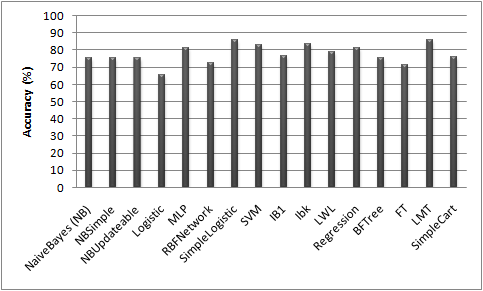 Accuracy (%)
100
90
80
70
60
50
40
30
20
10
0
NaiveBayes (NB)
NBSimple
NBUpdateable
Logistic
MLP
RBFNetwork
SimpleLogistic
SVM
IB1
Ibk
LWL
Regression
BFTree
FT
LMT
SimpleCart